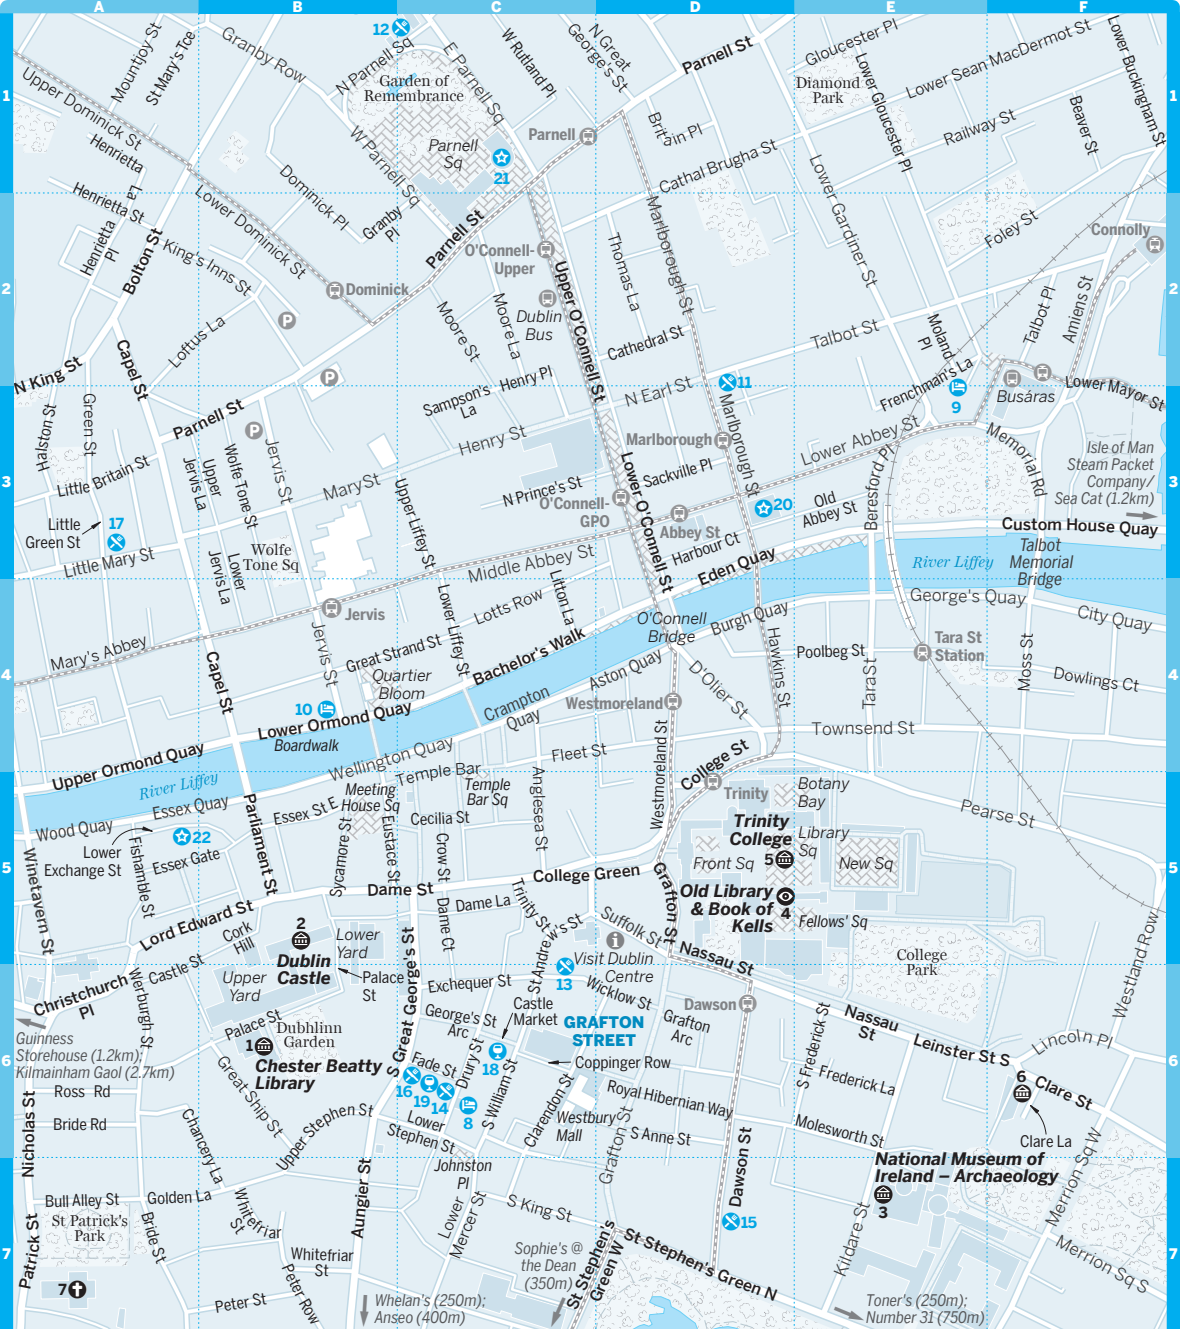 A B C D E F
1
2
3
4
5
6
7
1
2
3
4
5
6
7
Mountjoy St
St Mary's Tce
Granby Row
12
N Parnell Sq
E Parnell Sq
W Rutland Pl
N Great
George's St
Parnell St
Gloucester Pl
Lower Sean MacDermot St
Lower Buckingham St
Upper Dominick St
Garden of
Remembrance
Diamond
Park
Lower Gloucester Pl
Beaver St
Railway St
Henrietta
La
W Parnell Sq
Parnell
Sq
21
Parnell
Britain Pl
Cathal Brugha St
Henrietta St
Lower Dominick St
Dominick Pl
Granby
Pl
Parnell St
Marlborough St
Lower Gardiner St
Foley St
Connolly
Henrietta
Pl
Bolton St
King's Inns St
O'Connell-
Upper
Thomas La
Dominick
Loftus La
Moore St
Moore La
Dublin
Bus
Upper O'Connell St
Cathedral St
Talbot St
Moland
Pl
Talbot Pl
Amiens St
N King St
Capel St
Sampson's
La
Henry Pl
N Earl St
11
Frenchman's La
9
Busáras
Lower Mayor St
Halston St
Green St
Parnell St
Henry St
Marlborough
Marlborough St
Lower Abbey St
Memorial Rd
Isle of Man
Steam Packet
Company/
Sea Cat (1.2km)
Little Britain St
Upper
Jervis La
Wolfe Tone St
Jervis St
Mary St
Upper Liffey St
N Prince's St
Sackville Pl
O'Connell-
GPO
Lower O'Connell St
20
Old
Abbey St
Beresford Pl
Little
Green St
17
Abbey St
Custom House Quay
Little Mary St
Lower
Jervis La
Wolfe
Tone Sq
Middle Abbey St
Harbour Ct
Eden Quay
River Liffey
Talbot
Memorial
Bridge
Jervis
Lower Liffey St
Lotts Row
Litton La
George's Quay
City Quay
Mary's Abbey
Capel St
Jervis St
Great Strand St
Bachelor's Walk
O'Connell
Bridge
Burgh Quay
Hawkins St
Poolbeg St
Tara St
Tara St
Station
Moss St
Dowlings Ct
Quartier
Bloom
10
Lower Ormond Quay
Boardwalk
Crampton
Quay
Aston Quay
Westmoreland
D'Olier St
Townsend St
Upper Ormond Quay
River Liffey
Wellington Quay
Fleet St
Westmoreland St
College St
Trinity
Botany
Bay
Pearse St
Wood Quay
Essex Quay
Essex St E
Meeting
House Sq
Temple Bar
Temple
Bar Sq
Anglesea St
Cecilia St
22
Lower
Exchange St
Fishamble St
Essex Gate
Parliament St
Sycamore St
Eustace St
Crow St
Trinity
College
5
Library
Sq
Front Sq
New Sq
Winetavern St
Dame St
College Green
Grafton St
Old Library
& Book of
Kells
4
Fellows' Sq
Lord Edward St
Cork
Hill
2
Dublin
Castle
Lower
Yard
Dame La
Dame Ct
Trinity St
St Andrew's St
Suffolk St
Nassau St
College
Park
Westland Row
Castle St
Christchurch
Pl
Werburgh St
Upper
Yard
Palace
St
S Great George's St
Exchequer St
13
Visit Dublin
Centre
Wicklow St
Dawson
Guinness
Storehouse (1.2km);
Kilmainham Gaol (2.7km)
Palace St
1
Dubhlinn
Garden
Chester Beatty
Library
George's St
Arc
Castle
Market
GRAFTON
STREET
Grafton
Arc
S Frederick St
Nassau
St
Leinster St S
Lincoln Pl
Ross Rd
Great Ship St
Fade St
Drury St
18
Coppinger Row
Frederick La
6
Clare St
16
19
14
8
S William St
Clarendon St
Royal Hibernian Way
Clare La
Nicholas St
Bride Rd
Chancery La
Upper Stephen St
Lower
Stephen St
Westbury
Mall
Grafton St
S Anne St
Molesworth St
Merrion Sq W
Aungier St
Johnston
Pl
Dawson St
National Museum of
Ireland – Archaeology
3
Bull Alley St
Golden La
Whitefriar
St
Lower
Mercer St
S King St
15
Kildare St
Merrion Sq S
Patrick St
St Patrick's
Park
Bride St
Whitefriar
St
Sophie's @
the Dean
(350m)
St Stephen's
Green W
St Stephen's Green N
7
Peter St
Peter Row
Whelan's (250m);
Anseo (400m)
Toner's (250m);
Number 31 (750m)
P
P
P